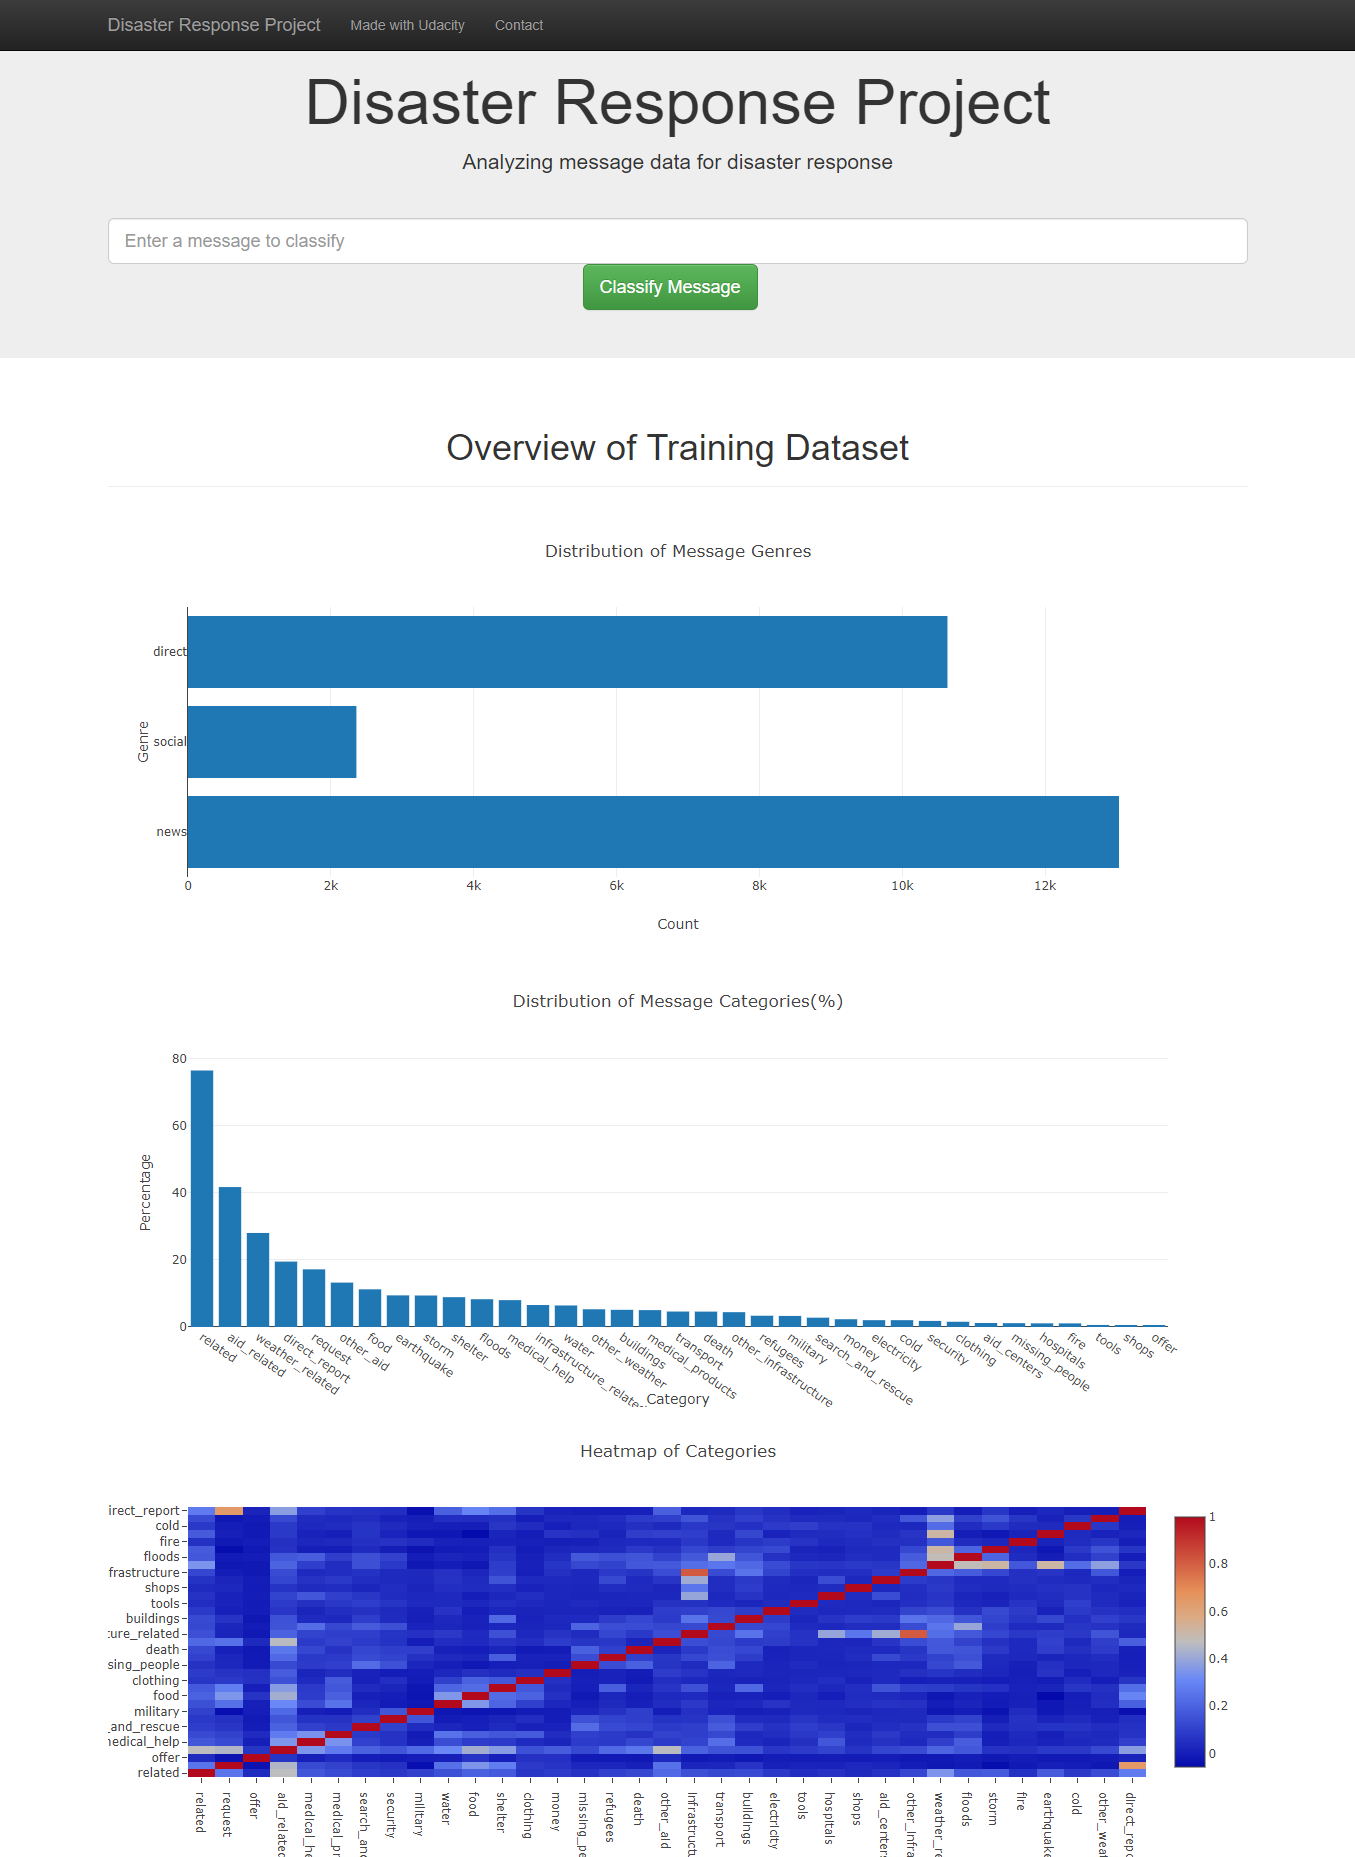 Disaster Response Project Made with Udacity Contact
Disaster Response Project
Analyzing message data for disaster response
Enter a message to classify
Classify Message
Overview of Training Dataset
Distribution of Message Genres
Genre
direct
social
news
0 2k 4k 6k 8k 10k 12k
Count
Distribution of Message Categories(%)
Percentage
80
60
40
20
0
related
aid_related
weather_related
direct_report
request
other_aid
food
earthquake
storm
shelter
floods
medical_help
infrastructure_relate
water
other_weather
buildings
medical_products
transport
death
other_infrastructure
refugees
military
search_and_rescue
money
electricity
cold
security
clothing
aid_centers
missing_people
hospitals
fire
tools
shops
offer
Category
Heatmap of Categories
irect_report
cold
fire
floods
frastructure
shops
tools
buildings
ture_related
death
sing_people
clothing
food
military
_and_rescue
nedical_help
offer
related
1
0.8
0.6
0.4
0.2
0
related
request
offer
aid_related
medical_he
medical_pr
search_and
security
military
water
food
shelter
clothing
money
missing_pe
refugees
death
other_aid
infrastructu
transport
buildings
electricity
tools
hospitals
shops
aid_centers
other_infra
weather_re
floods
storm
fire
earthquake
cold
other_weat
direct_repo